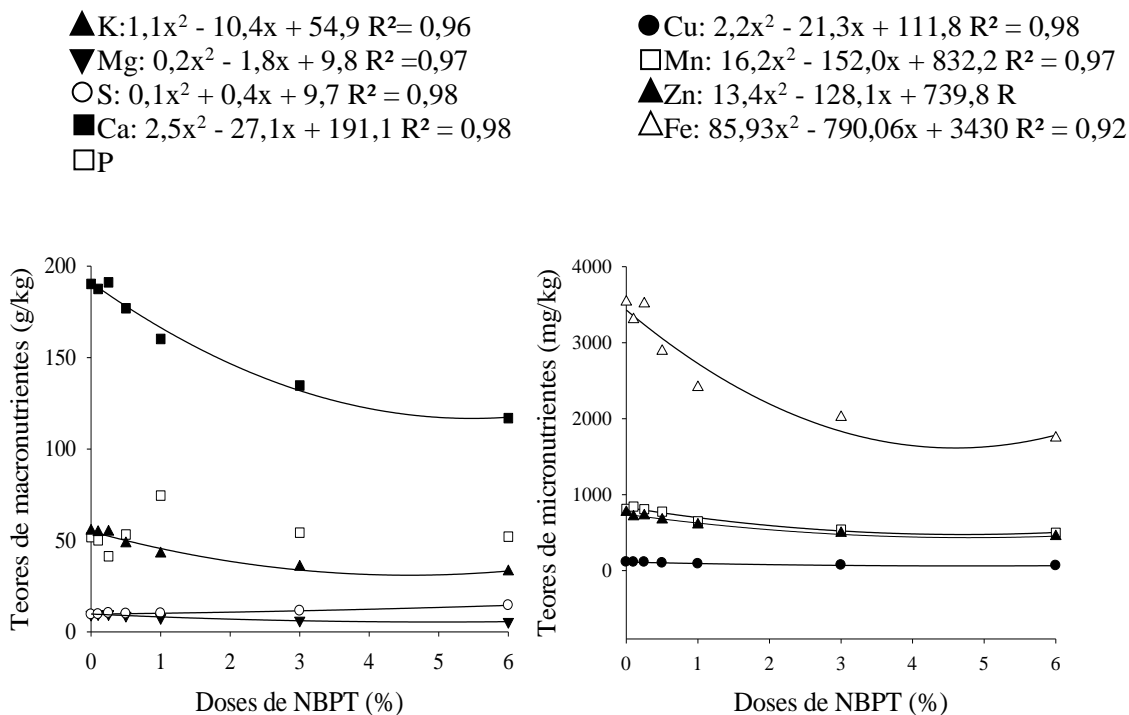 ▲K:1,1x² - 10,4x + 54,9 R²= 0,96
▼Mg: 0,2x² - 1,8x + 9,8 R² =0,97
○S: 0,1x² + 0,4x + 9,7 R² = 0,98
■Ca: 2,5x² - 27,1x + 191,1 R² = 0,98
□P
●Cu: 2,2x² - 21,3x + 111,8 R² = 0,98
□Mn: 16,2x² - 152,0x + 832,2 R² = 0,97
▲Zn: 13,4x² - 128,1x + 739,8 R
△Fe: 85,93x² - 790,06x + 3430 R² = 0,92
Teores de macronutrientes (g/kg)
200
150
100
50
0
0 1 2 3 4 5 6
Doses de NBPT (%)
Teores de micronutrientes (mg/kg)
4000
3000
2000
1000
0
0 1 2 3 4 5 6
Doses de NBPT (%)